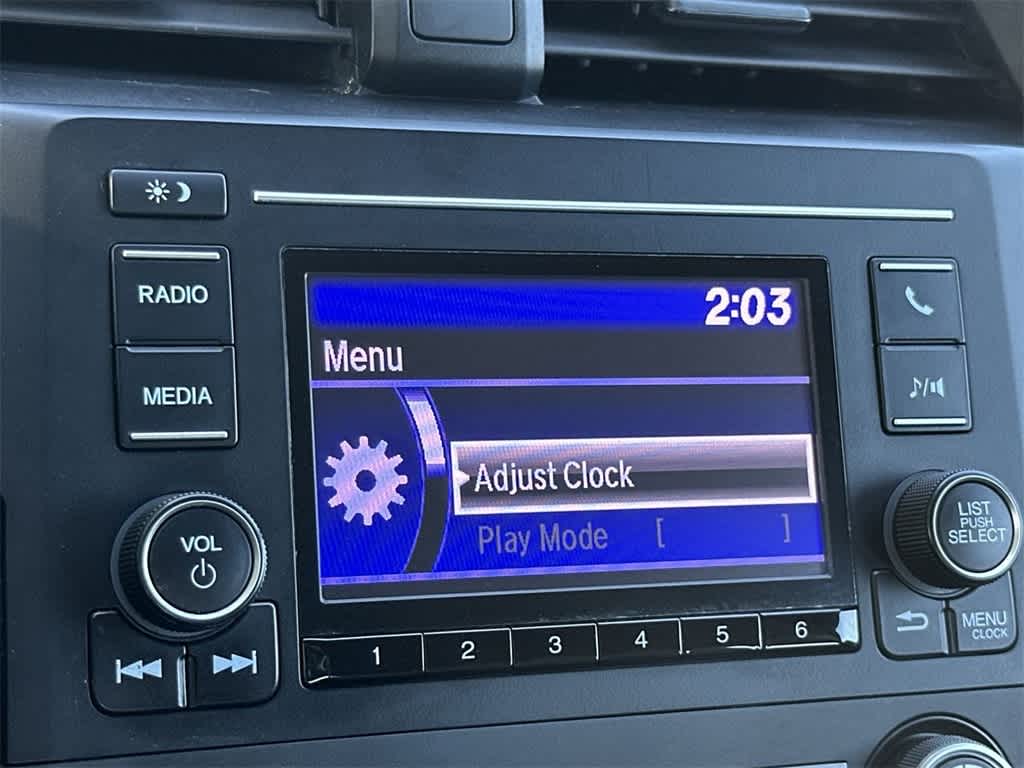 RADIO
MEDIA
VOL
2:03
Menu
Adjust Clock
Play Mode [ ]
1 2 3 4 5 6
LIST
PUSH
SELECT
MENU
CLOCK